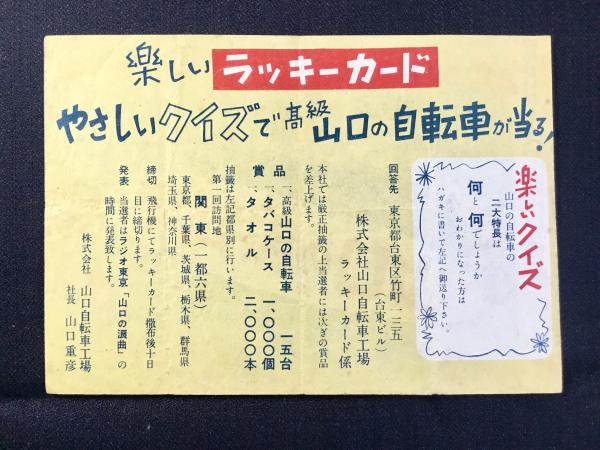 楽しいラッキーカード
やさしいクイズで高級山口の自転車が当る!
楽しいクイズ
山口の自転車の
二大特長は
何と何でしょうか
おわかりになった方は
ハガキに書いて左記へ御送り下さい。
回答先 東京都台東区竹町一三五
(台東ビル)
株式会社山口自転車工場
ラッキーカード係
本社では厳正抽籤の上当選者には次ぎの賞品
を差上げます。
賞品
一、高級山口の自転車 一五台
一、タバコケース 一、〇〇〇個
一、タオル 二、〇〇〇本
抽籤は左記都県別に行います。
第一回訪問地
関東(一都六県)
東京都、千葉県、茨城県、栃木県、群馬県
埼玉県、神奈川県
締切 飛行機にてラッキーカード撒布後十日
目に締切ります。
発表 当選者はラジオ東京「山口の浪曲」の
時間に発表致します。
株式会社 山口自転車工場
社長 山口重彦